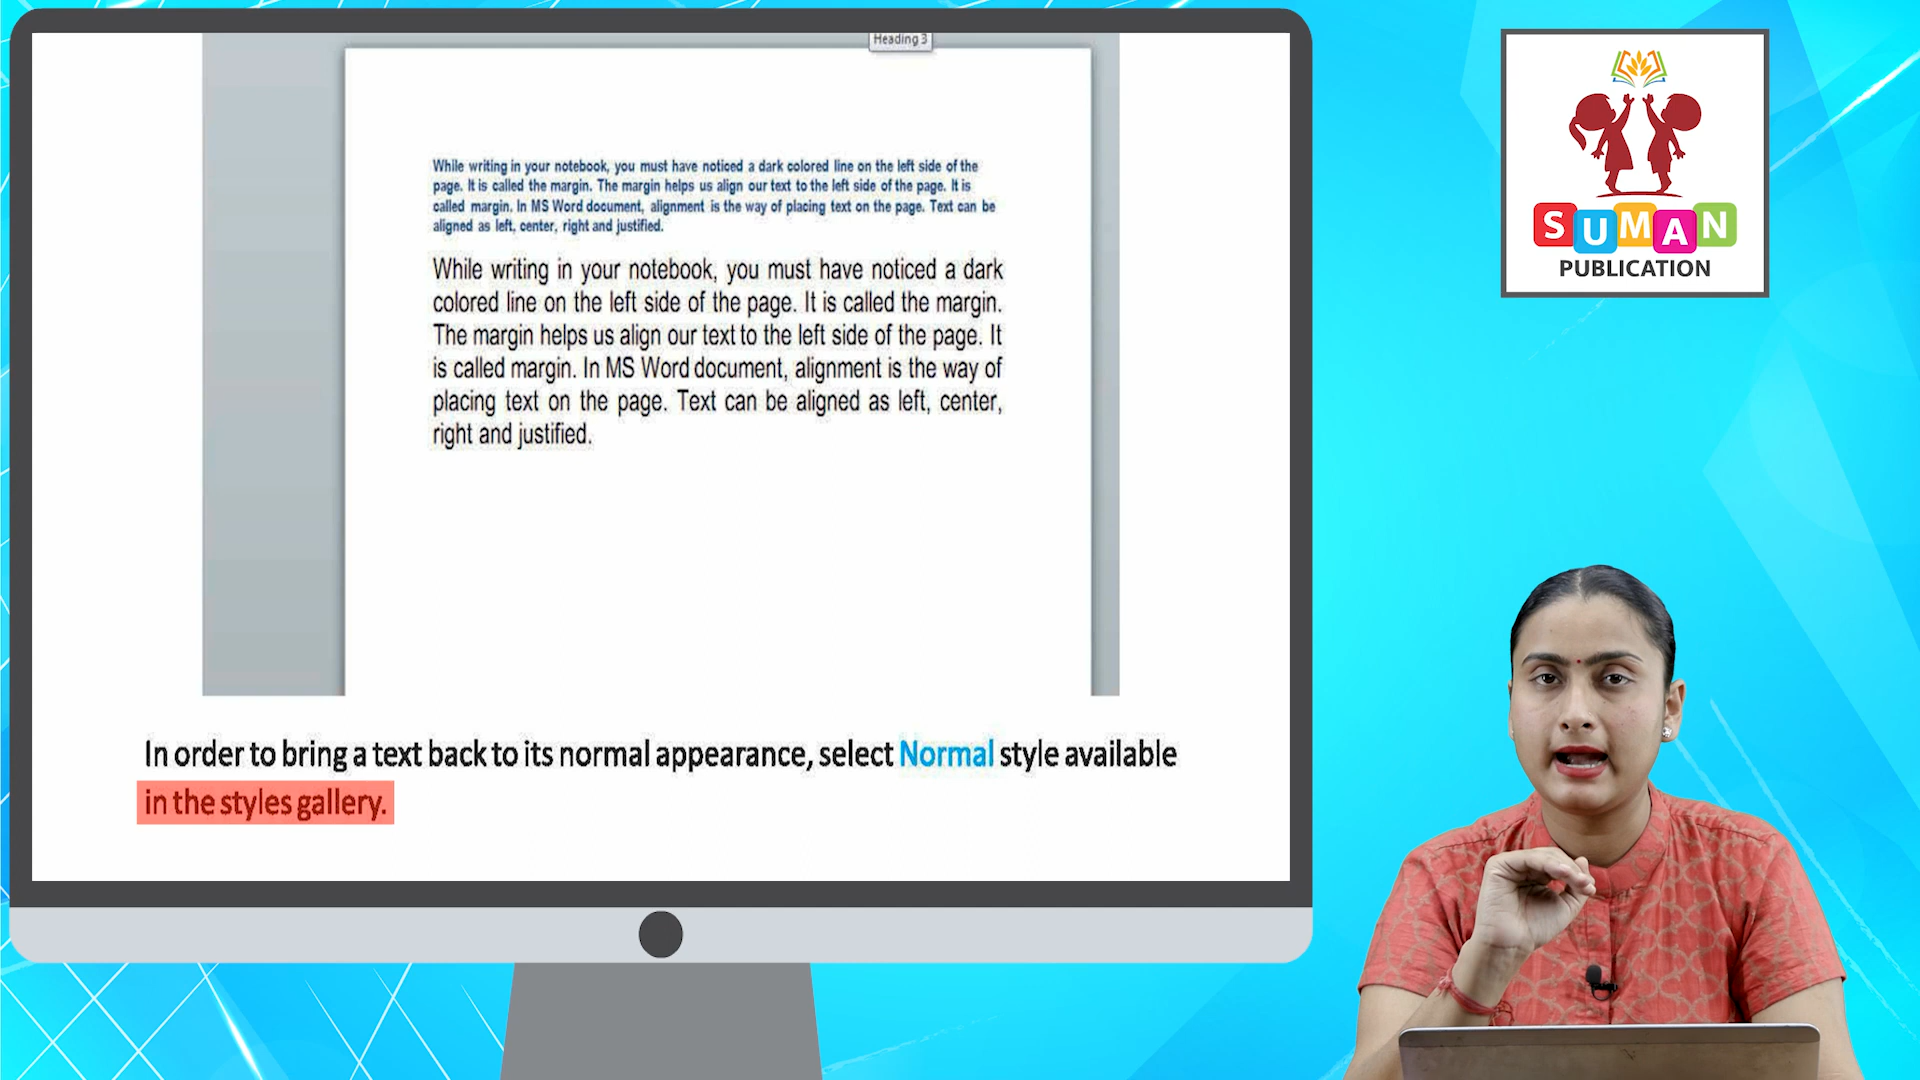 Heading 3
While writing in your notebook, you must have noticed a dark colored line on the left side of the
page. It is called the margin. The margin helps us align our text to the left side of the page. It is
called margin. In MS Word document, alignment is the way of placing text on the page. Text can be
aligned as left, center, right and justified.
While writing in your notebook, you must have noticed a dark
colored line on the left side of the page. It is called the margin.
The margin helps us align our text to the left side of the page. It
is called margin. In MS Word document, alignment is the way of
placing text on the page. Text can be aligned as left, center,
right and justified.
In order to bring a text back to its normal appearance, select Normal style available
in the styles gallery.
SUMAN
PUBLICATION